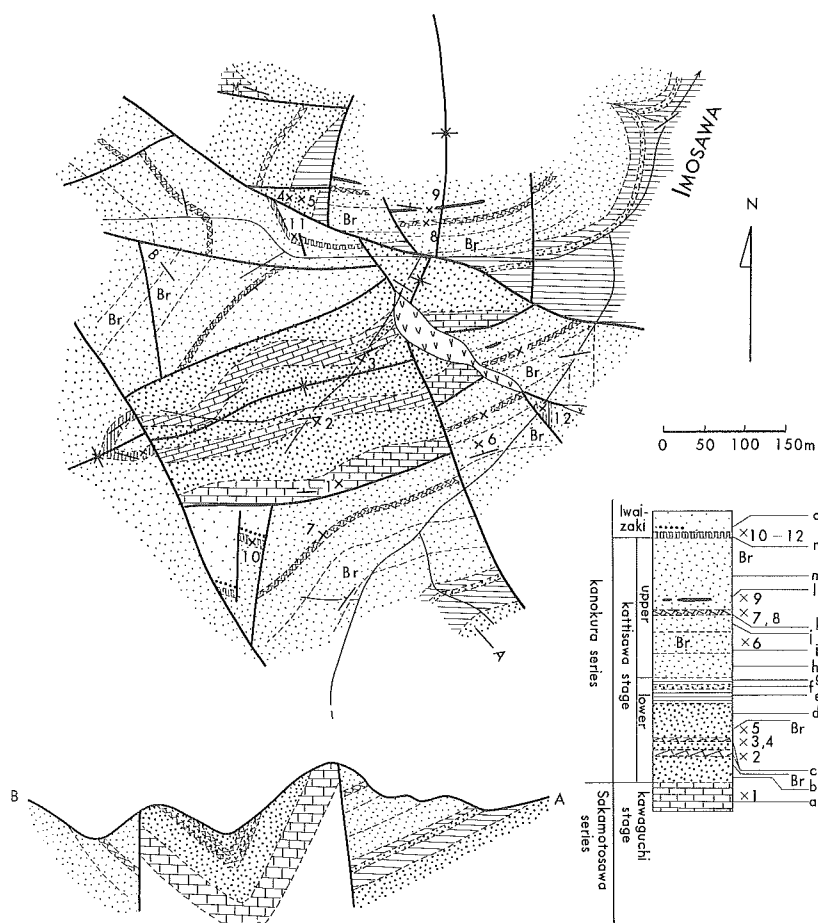 IMOSAWA
N
9
4 × × 5
Br
8
11
Br
B
Br
Br
3
2
12
Br
6
1
7
10
Br
A
0 50 100 150m
Iwai-
zaki
kanokura series
kattisawa stage
upper
lower
Sakamotosawa
series
kawaguchi
stage
×10 – 12
Br
×9
×7, 8
Br
×6
×5 Br
×3,4
×2
Br
×1
m
l
k
i
h
g
f
e
d
c
b
a
B
A